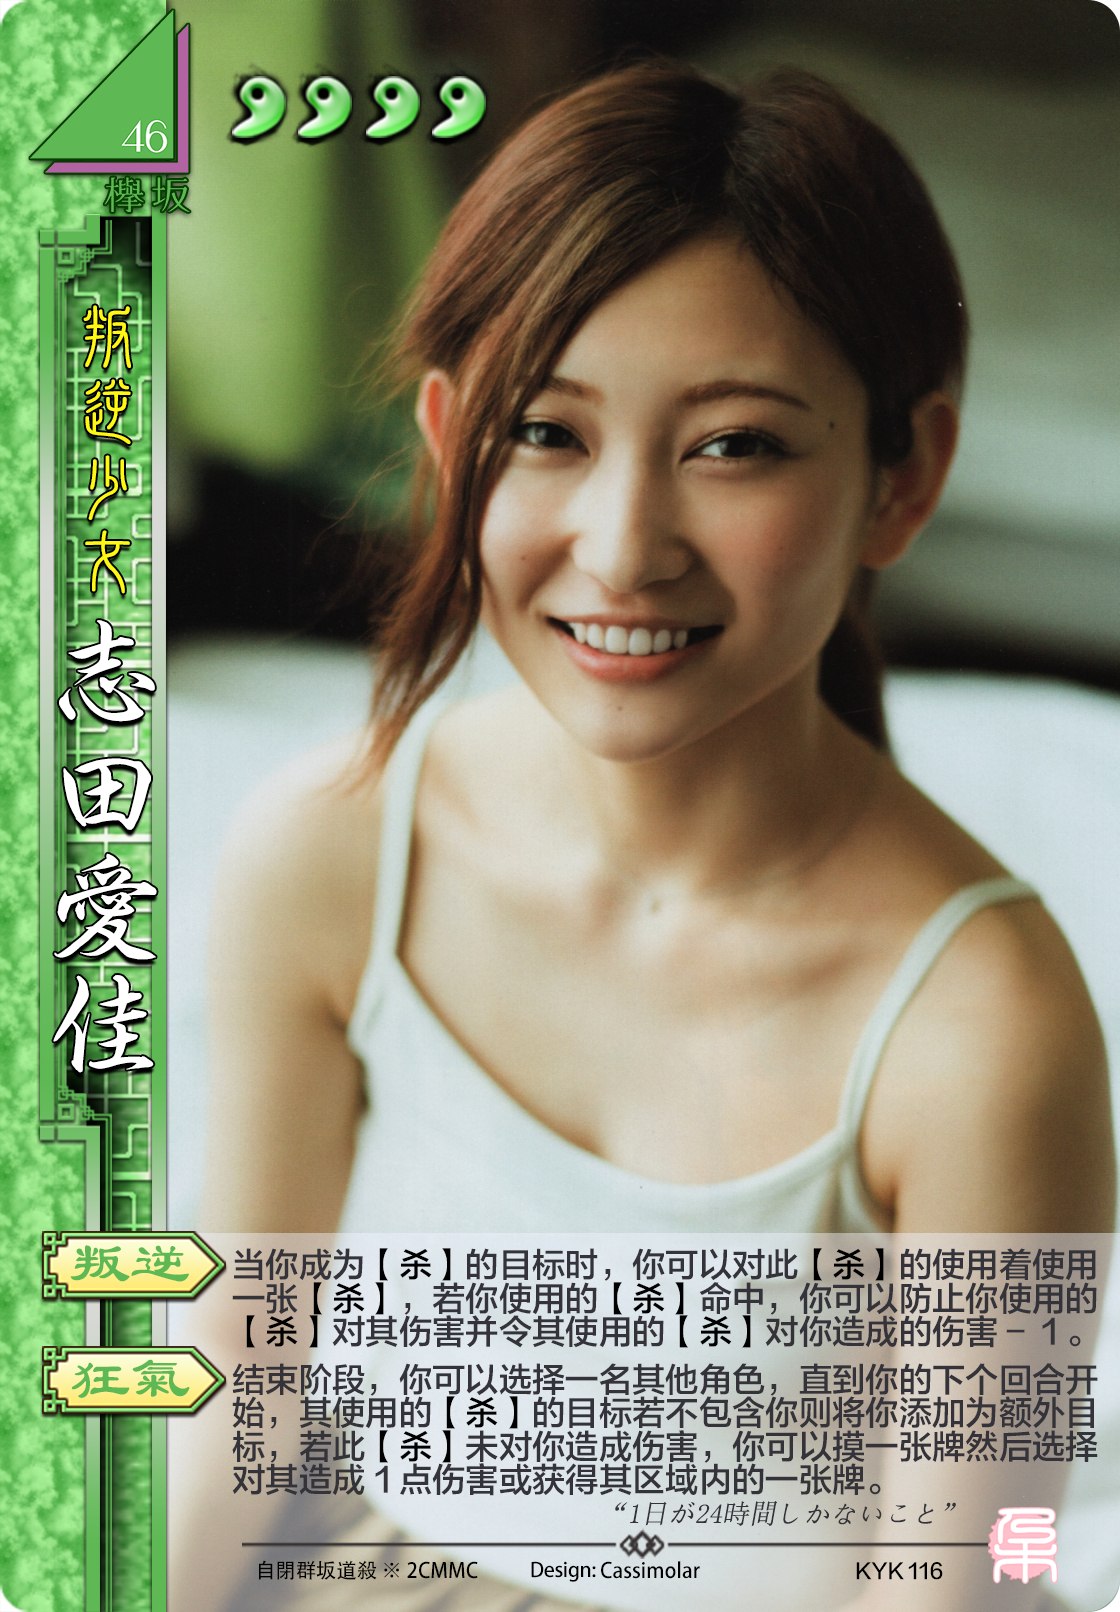 46
欅坂
叛逆少女
志田愛佳
叛逆
当你成为【杀】的目标时，你可以对此【杀】的使用着使用
一张【杀】，若你使用的【杀】命中，你可以防止你使用的
【杀】对其伤害并令其使用的【杀】对你造成的伤害－１。
狂氣
结束阶段，你可以选择一名其他角色，直到你的下个回合开
始，其使用的【杀】的目标若不包含你则将你添加为额外目
标，若此【杀】未对你造成伤害，你可以摸一张牌然后选择
对其造成１点伤害或获得其区域内的一张牌。
“1日が24時間しかないこと”
自閉群坂道殺 ※ 2CMMC
Design: Cassimolar
KYK 116